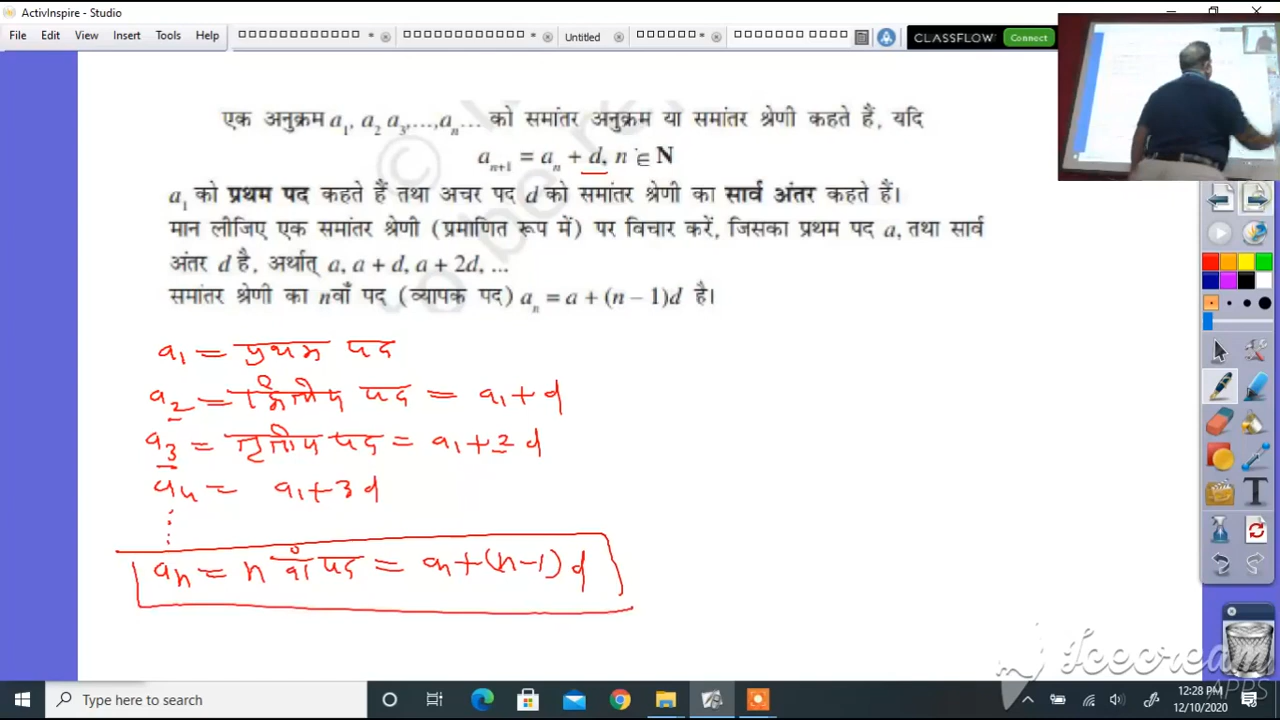 ActivInspire - Studio
File Edit View Insert Tools Help
Untitled
CLASSFLOW Connect
एक अनुक्रम a₁, a₂ a₃,...,aₙ... को समांतर अनुक्रम या समांतर श्रेणी कहते हैं, यदि
aₙ₊₁ = aₙ + d, n ∈ N
a₁ को प्रथम पद कहते हैं तथा अचर पद d को समांतर श्रेणी का सार्व अंतर कहते हैं।
मान लीजिए एक समांतर श्रेणी (प्रमाणित रूप में) पर विचार करें, जिसका प्रथम पद a, तथा सार्व
अंतर d है, अर्थात् a, a + d, a + 2d, ...
समांतर श्रेणी का nवाँ पद (व्यापक पद) aₙ = a + (n – 1)d है।
a₁ = प्रथम पद
a₂ = द्वितीय पद = a₁ + d
a₃ = तृतीय पद = a₁ + 2d
a₄ = a₁ + 3d
aₙ = n वां पद = + (n-1) d
Icecream
APPS
Type here to search
12:28 PM
12/10/2020